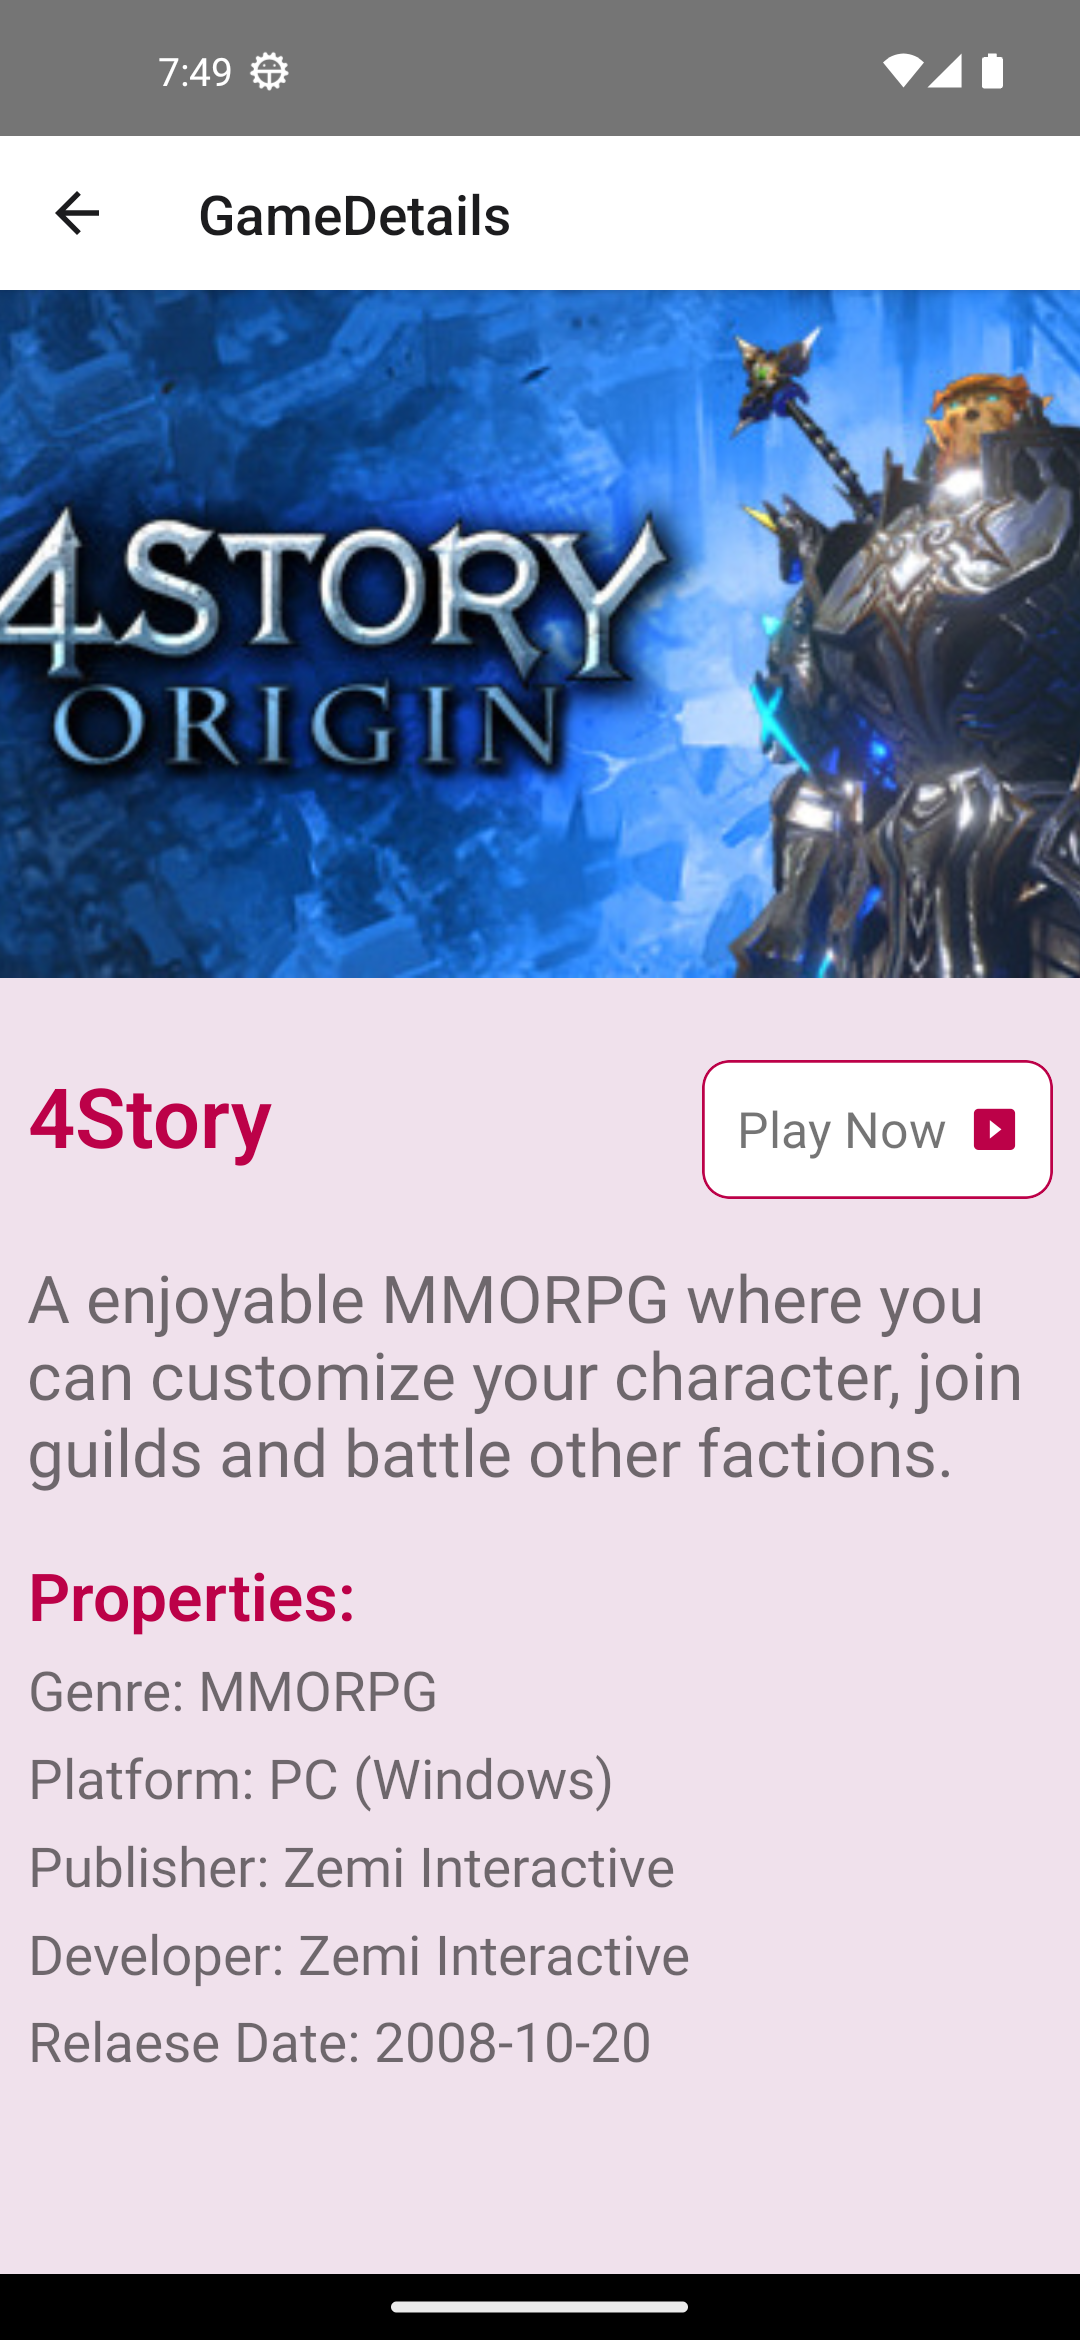 7:49
GameDetails
4STORY
ORIGIN
4Story
Play Now
A enjoyable MMORPG where you
can customize your character, join
guilds and battle other factions.
Properties:
Genre: MMORPG
Platform: PC (Windows)
Publisher: Zemi Interactive
Developer: Zemi Interactive
Relaese Date: 2008-10-20